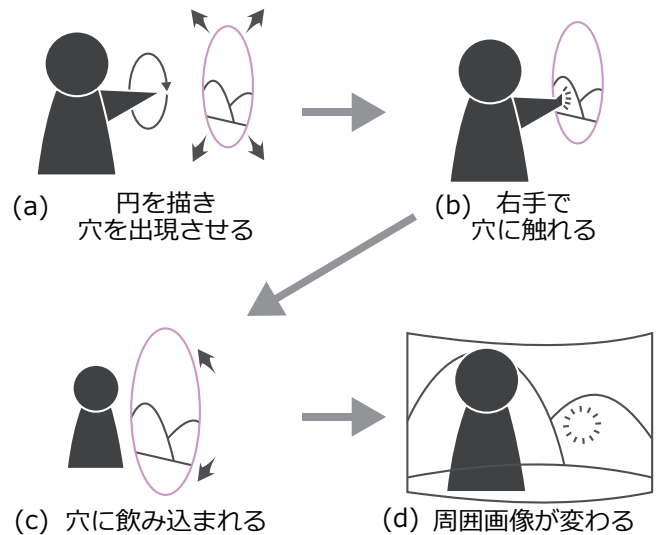 (a) 円を描き
穴を出現させる
(b) 右手で
穴に触れる
(c) 穴に飲み込まれる
(d) 周囲画像が変わる